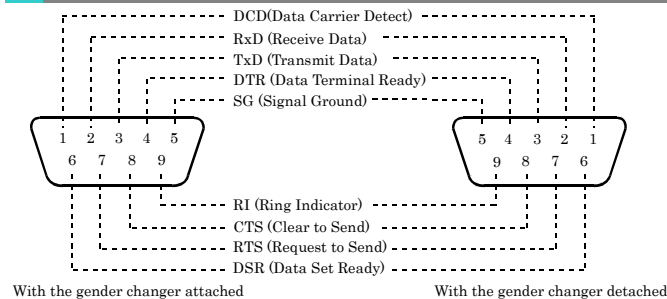 DCD(Data Carrier Detect)
RxD (Receive Data)
TxD (Transmit Data)
DTR (Data Terminal Ready)
SG (Signal Ground)
1 2 3 4 5
6 7 8 9
5 4 3 2 1
9 8 7 6
RI (Ring Indicator)
CTS (Clear to Send)
RTS (Request to Send)
DSR (Data Set Ready)
With the gender changer attached
With the gender changer detached